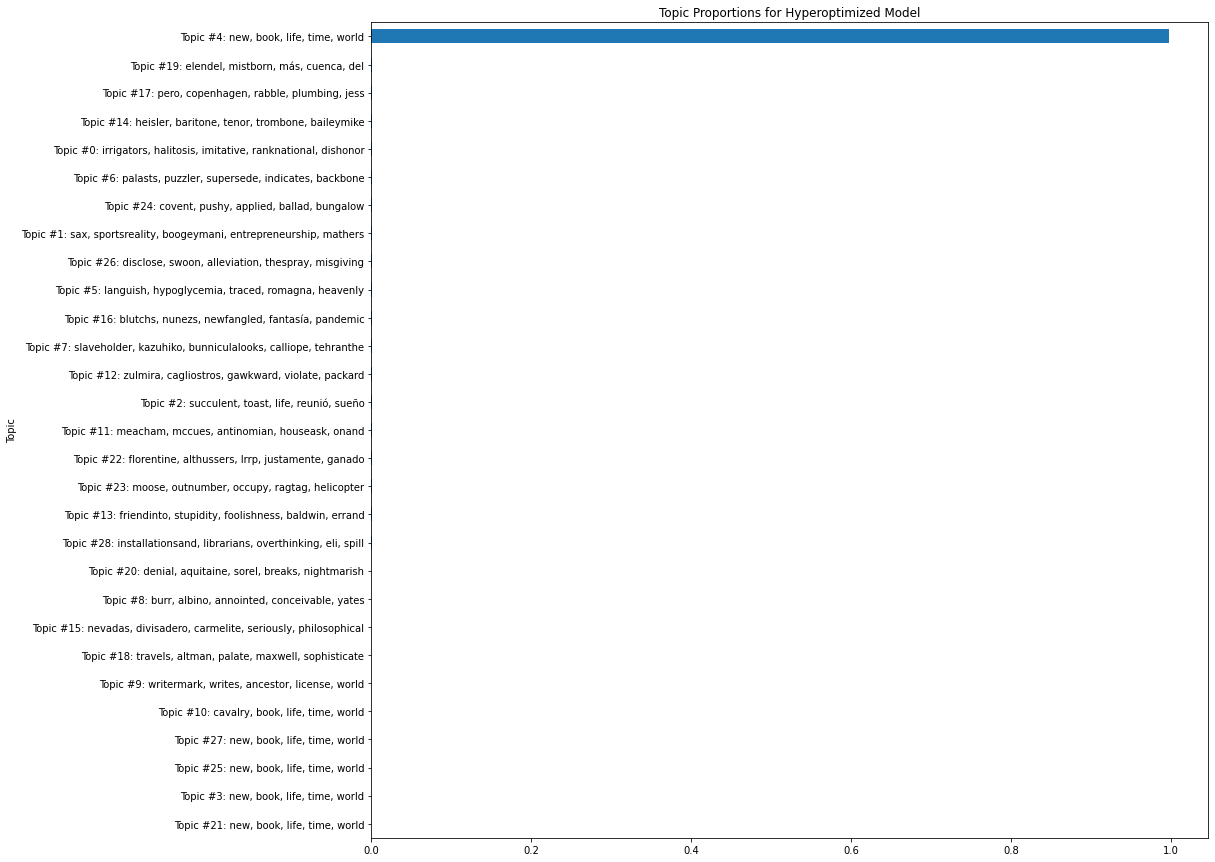 Topic Proportions for Hyperoptimized Model
Topic #4: new, book, life, time, world
Topic #19: elendel, mistborn, más, cuenca, del
Topic #17: pero, copenhagen, rabble, plumbing, jess
Topic #14: heisler, baritone, tenor, trombone, baileymike
Topic #0: irrigators, halitosis, imitative, ranknational, dishonor
Topic #6: palasts, puzzler, supersede, indicates, backbone
Topic #24: covent, pushy, applied, ballad, bungalow
Topic #1: sax, sportsreality, boogeymani, entrepreneurship, mathers
Topic #26: disclose, swoon, alleviation, thespray, misgiving
Topic #5: languish, hypoglycemia, traced, romagna, heavenly
Topic #16: blutchs, nunezs, newfangled, fantasía, pandemic
Topic #7: slaveholder, kazuhiko, bunniculalooks, calliope, tehranthe
Topic #12: zulmira, cagliostros, gawkward, violate, packard
Topic #2: succulent, toast, life, reunió, sueño
Topic #11: meacham, mccues, antinomian, houseask, onand
Topic #22: florentine, althussers, lrrp, justamente, ganado
Topic #23: moose, outnumber, occupy, ragtag, helicopter
Topic #13: friendinto, stupidity, foolishness, baldwin, errand
Topic #28: installationsand, librarians, overthinking, eli, spill
Topic #20: denial, aquitaine, sorel, breaks, nightmarish
Topic #8: burr, albino, annointed, conceivable, yates
Topic #15: nevadas, divisadero, carmelite, seriously, philosophical
Topic #18: travels, altman, palate, maxwell, sophisticate
Topic #9: writermark, writes, ancestor, license, world
Topic #10: cavalry, book, life, time, world
Topic #27: new, book, life, time, world
Topic #25: new, book, life, time, world
Topic #3: new, book, life, time, world
Topic #21: new, book, life, time, world
Topic
0.0 0.2 0.4 0.6 0.8 1.0